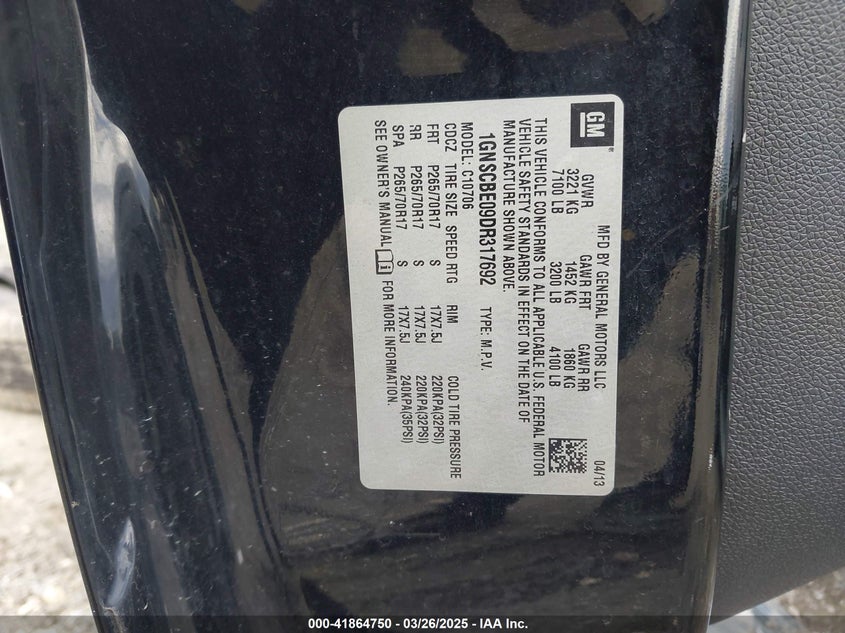 GM
®
MFD BY GENERAL MOTORS LLC
04/13
GVWR GAWR FRT GAWR RR
3221 KG 1452 KG 1860 KG
7100 LB 3200 LB 4100 LB
THIS VEHICLE CONFORMS TO ALL APPLICABLE U.S. FEDERAL MOTOR
VEHICLE SAFETY STANDARDS IN EFFECT ON THE DATE OF
MANUFACTURE SHOWN ABOVE.
1GNSCBE09DR317692 TYPE: M.P.V.
MODEL: C10706
CDCZ TIRE SIZE SPEED RTG RIM COLD TIRE PRESSURE
FRT P265/70R17 S 17X7.5J 220KPA(32PSI)
RR P265/70R17 S 17X7.5J 220KPA(32PSI)
SPA P265/70R17 S 17X7.5J 240KPA(35PSI)
SEE OWNER'S MANUAL FOR MORE INFORMATION.
000-41864750 — 03/26/2025 — IAA Inc.